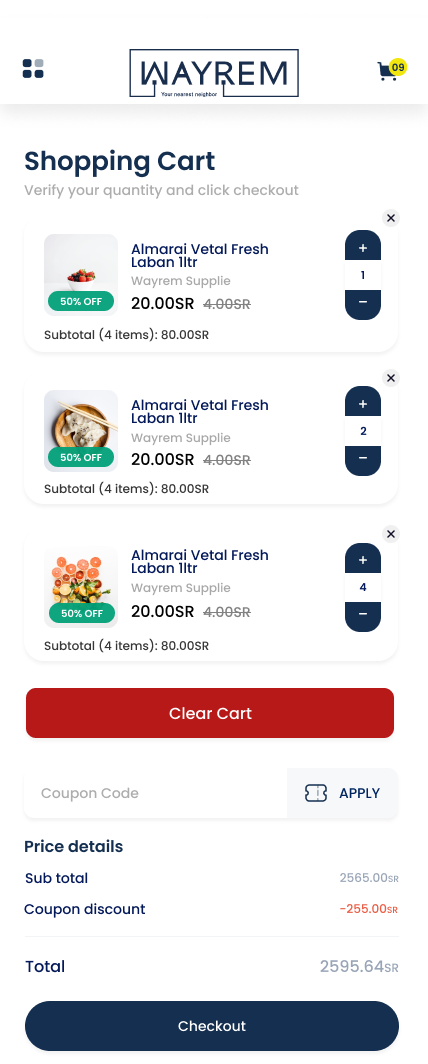 WAYREM
Your nearest neighbor
09
Shopping Cart
Verify your quantity and click checkout
×
50% OFF
Almarai Vetal Fresh
Laban 1ltr
Wayrem Supplie
20.00SR 4.00SR
+
1
−
Subtotal (4 items): 80.00SR
×
50% OFF
Almarai Vetal Fresh
Laban 1ltr
Wayrem Supplie
20.00SR 4.00SR
+
2
−
Subtotal (4 items): 80.00SR
×
50% OFF
Almarai Vetal Fresh
Laban 1ltr
Wayrem Supplie
20.00SR 4.00SR
+
4
−
Subtotal (4 items): 80.00SR
Clear Cart
Coupon Code APPLY
Price details
Sub total 2565.00SR
Coupon discount -255.00SR
Total 2595.64SR
Checkout